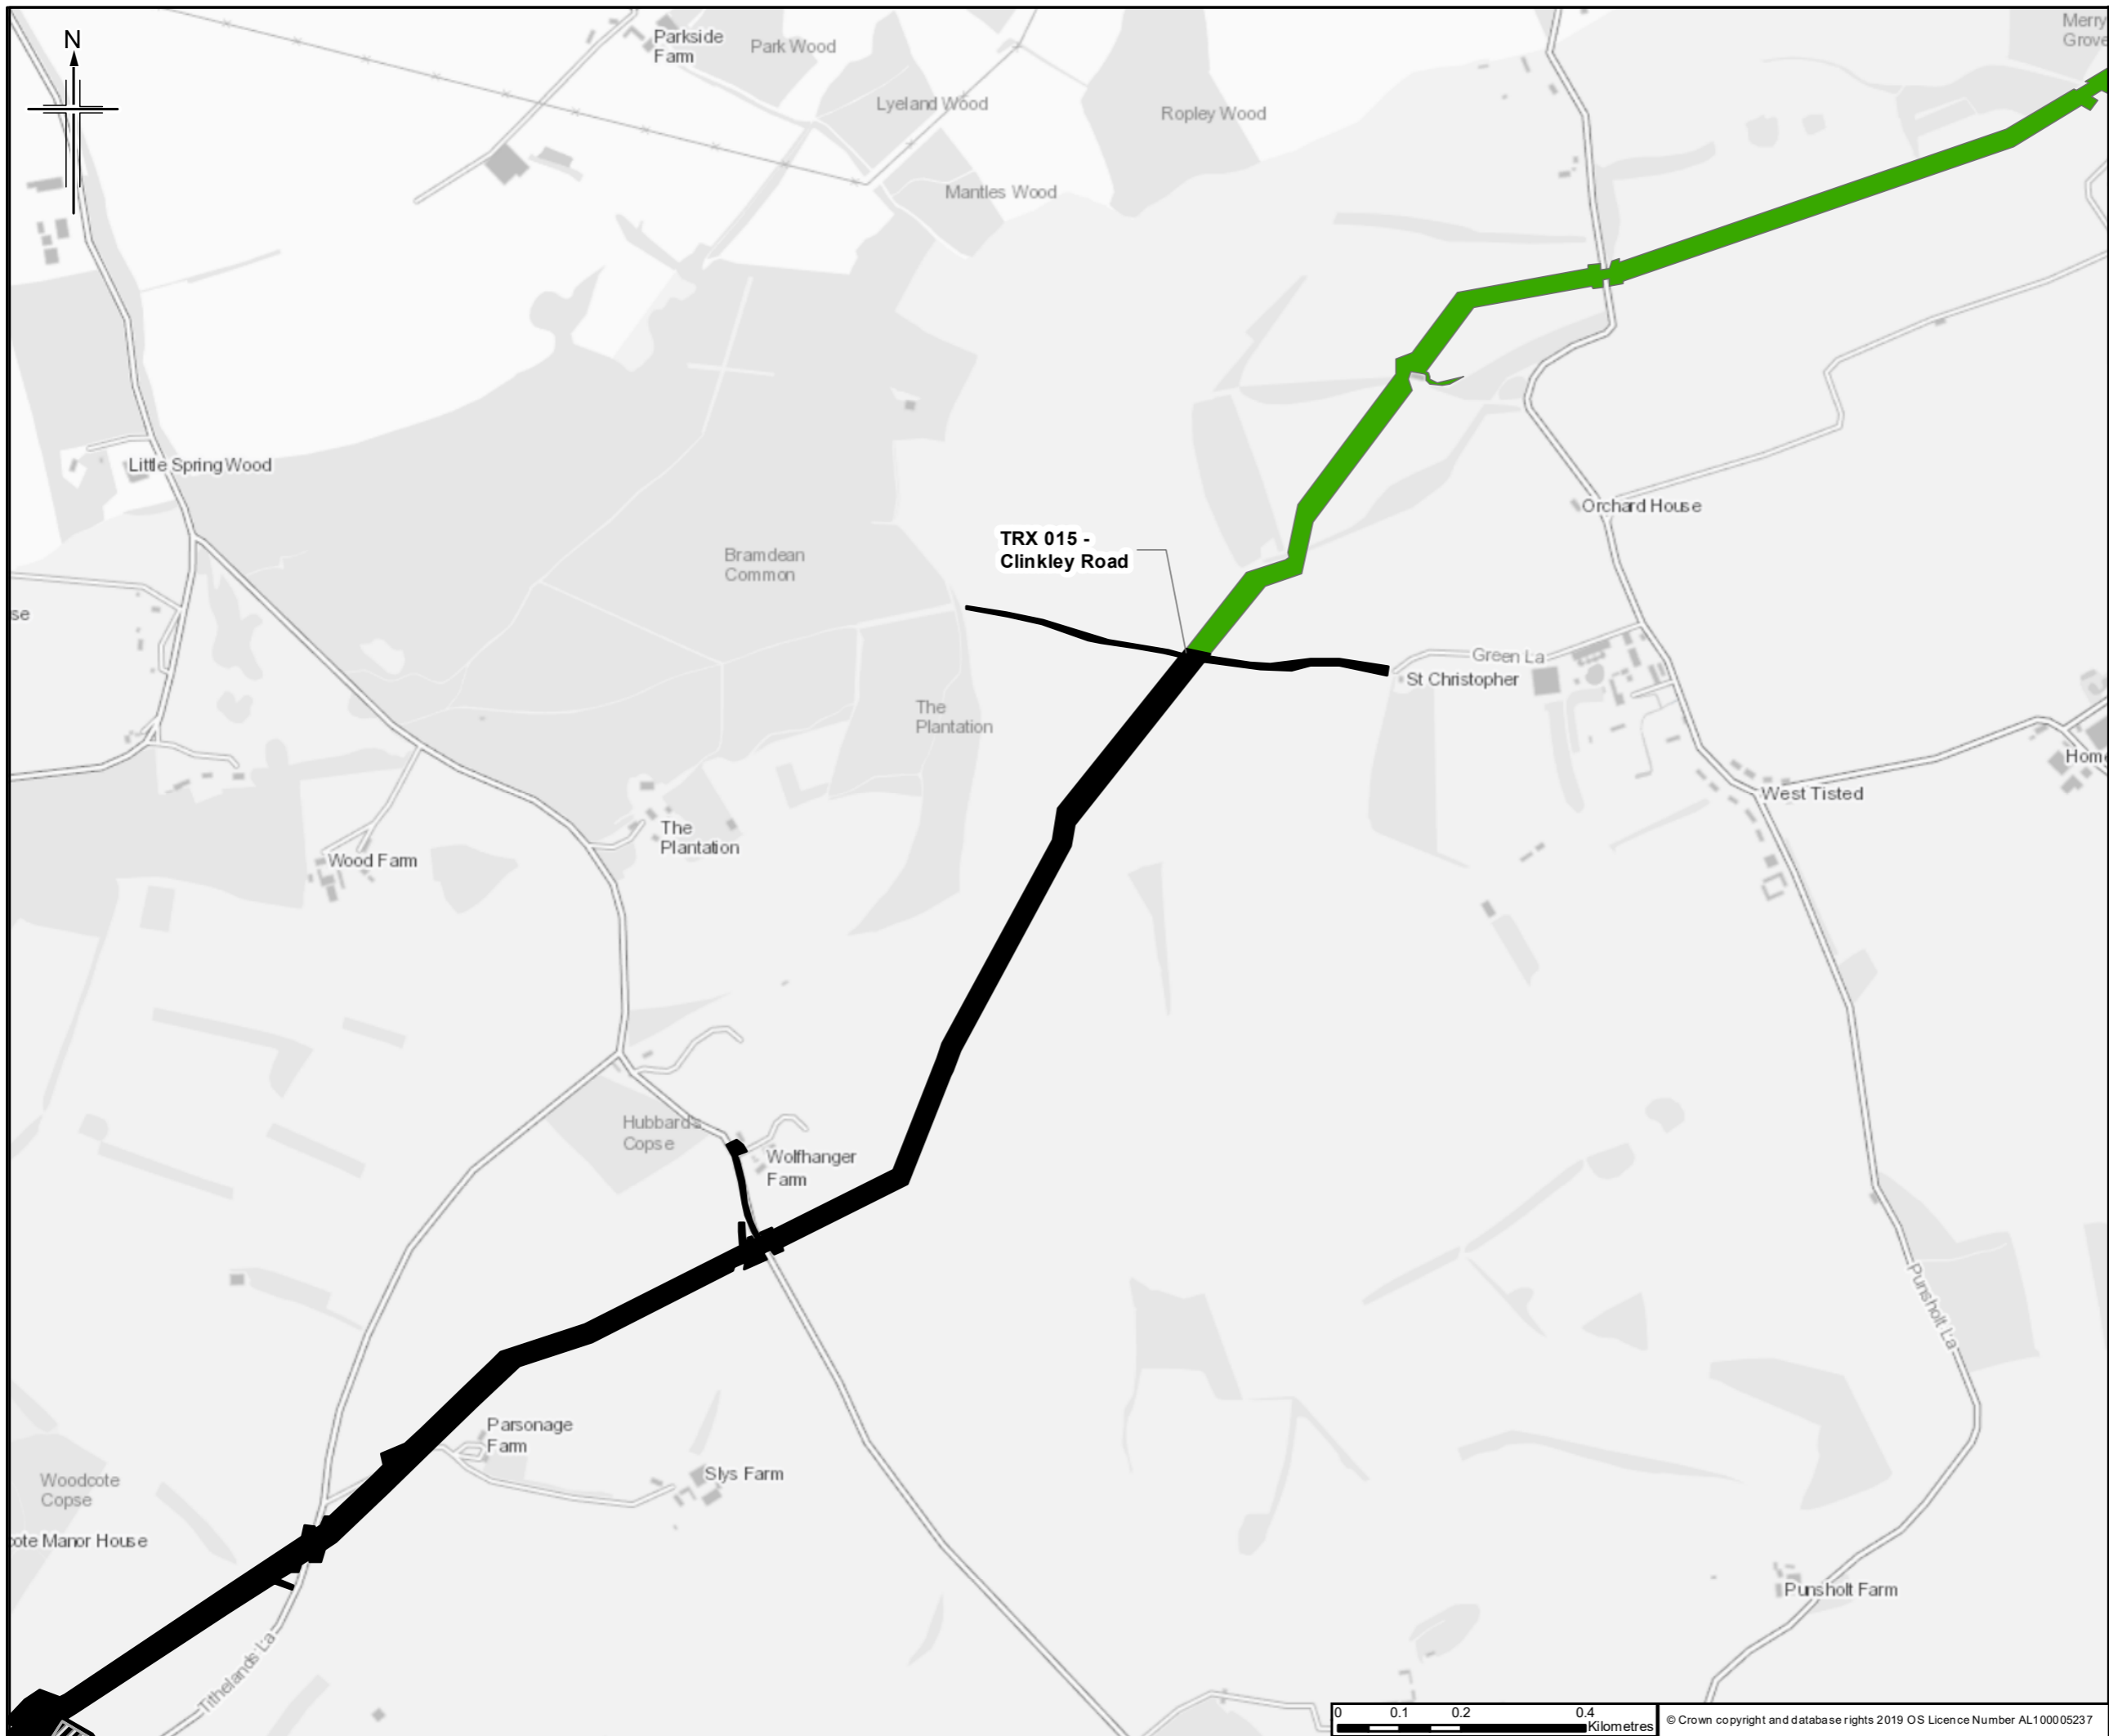 N
Parkside
Farm
Park Wood
Merry
Grove
Lyeland Wood
Ropley Wood
Mantles Wood
Little Spring Wood
Orchard House
TRX 015 -
Clinkley Road
Bramdean
Common
se
Green La
St Christopher
The
Plantation
Home
West Tisted
The
Plantation
Wood Farm
Hubbard's
Copse
Wolfhanger
Farm
Punsholt La
Parsonage
Farm
Slys Farm
Woodcote
Copse
cote Manor House
Punsholt Farm
Tithelands La
0 0.1 0.2 0.4
Kilometres
© Crown copyright and database rights 2019 OS Licence Number AL100005237